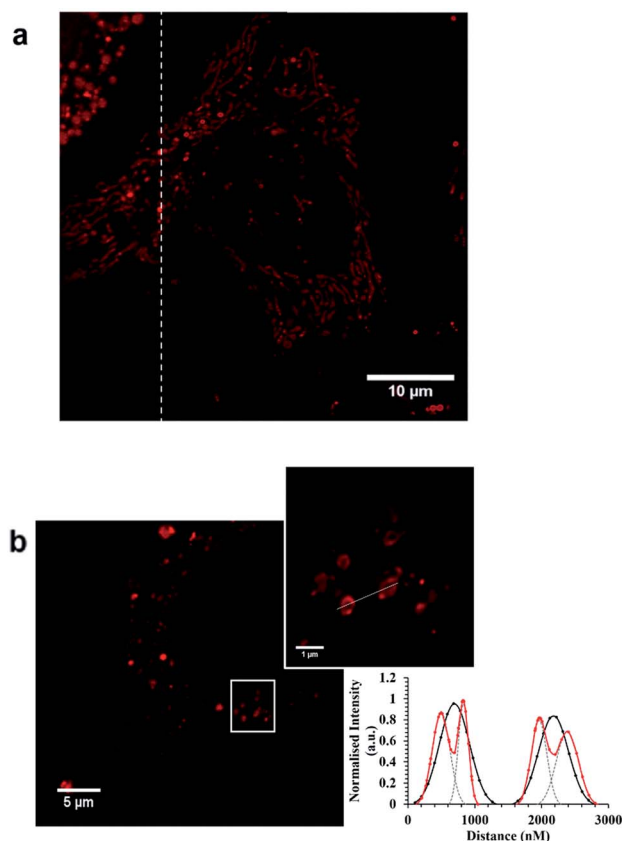 a
10 µm
b
1 µm
5 µm
Normalised Intensity
(a.u.)
1.2
1
0.8
0.6
0.4
0.2
0
0 1000 2000 3000
Distance (nM)